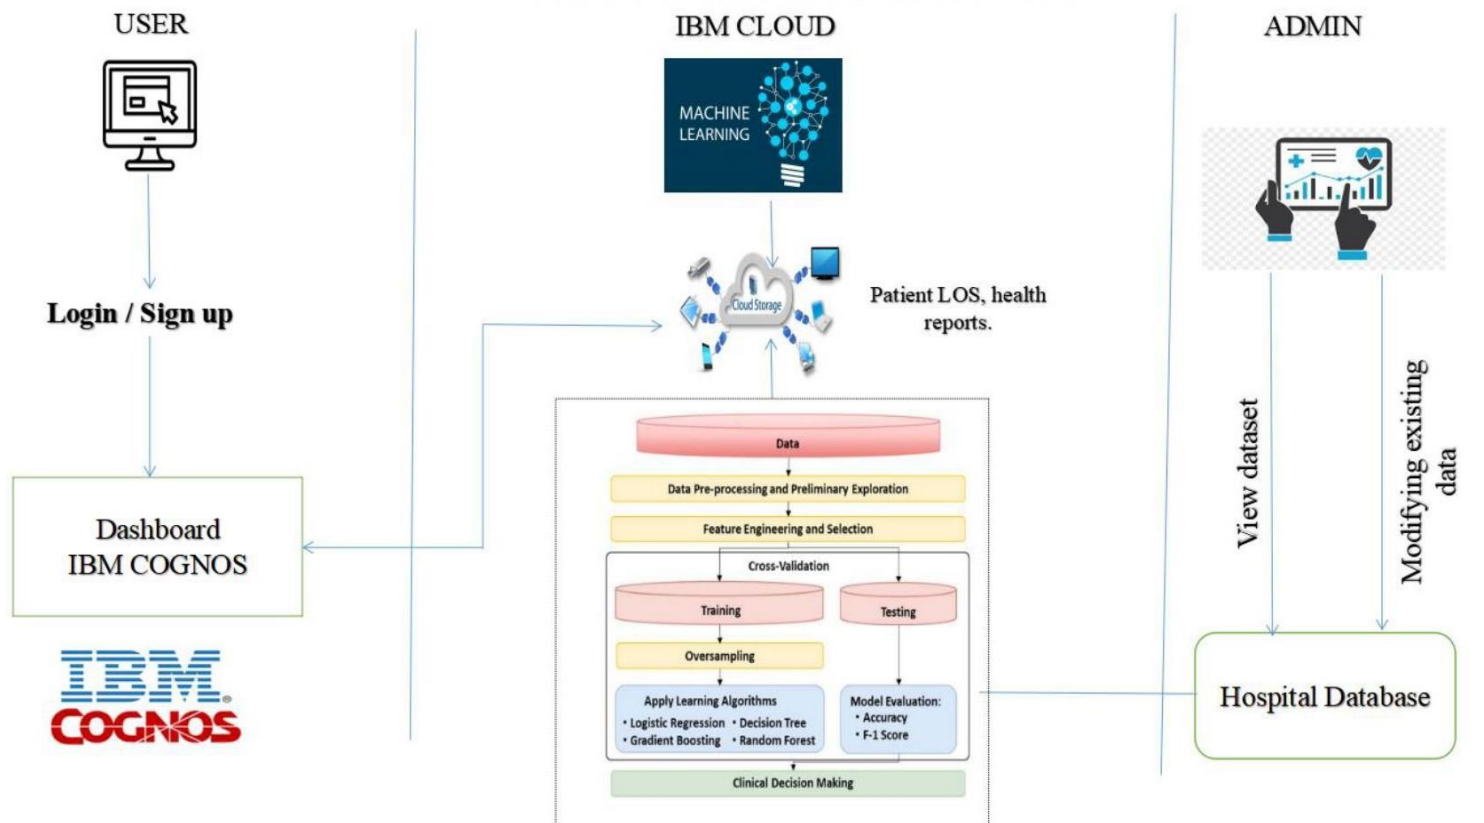 USER
IBM CLOUD
ADMIN
MACHINE
LEARNING
Login / Sign up
Cloud Storage
Patient LOS, health
reports.
Dashboard
IBM COGNOS
IBM®
COGNOS
Data
Data Pre-processing and Preliminary Exploration
Feature Engineering and Selection
Cross-Validation
Training
Testing
Oversampling
Apply Learning Algorithms
• Logistic Regression • Decision Tree
• Gradient Boosting • Random Forest
Model Evaluation:
• Accuracy
• F-1 Score
Clinical Decision Making
View dataset
Modifying existing
data
Hospital Database